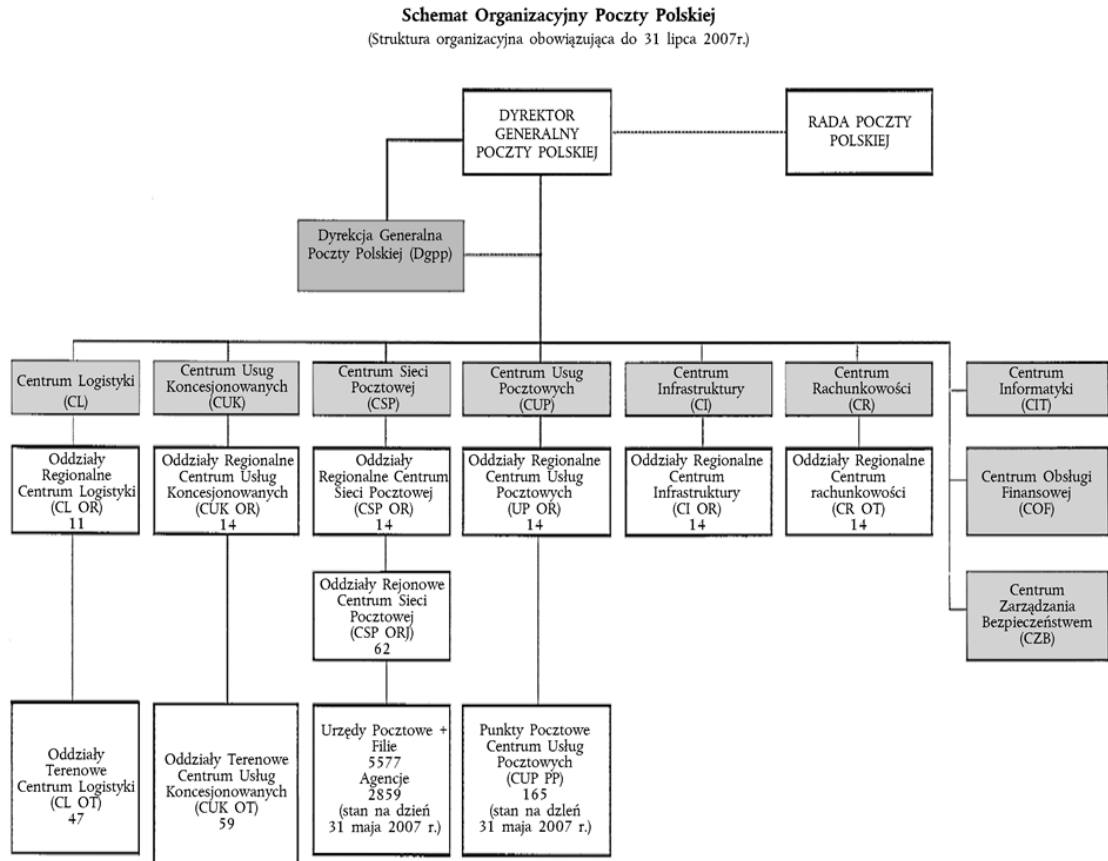 Schemat Organizacyjny Poczty Polskiej
(Struktura organizacyjna obowiązująca do 31 lipca 2007r.)
DYREKTOR
GENERALNY
POCZTY POLSKIEJ
RADA POCZTY
POLSKIEJ
Dyrekcja Generalna
Poczty Polskiej (Dgpp)
Centrum Logistyki
(CL)
Centrum Usug
Koncesjonowanych
(CUK)
Centrum Sieci
Pocztowej
(CSP)
Centrum Usug
Pocztowych
(CUP)
Centrum
Infrastruktury
(CI)
Centrum
Rachunkowości
(CR)
Centrum
Informatyki
(CIT)
Oddziały
Regionalne
Centrum Logistyki
(CL OR)
11
Oddziały Regionalne
Centrum Usług
Koncesjonowanych
(CUK OR)
14
Oddziały
Regionalne Centrum
Sieci Pocztowej
(CSP OR)
14
Oddziały Regionalne
Centrum Usług
Pocztowych
(UP OR)
14
Oddziały Regionalne
Centrum
Infrastruktury
(CI OR)
14
Oddziały Regionalne
Centrum
rachunkowości
(CR OT)
14
Centrum Obsługi
Finansowej
(COF)
Oddziały Rejonowe
Centrum Sieci
Pocztowej
(CSP ORJ)
62
Centrum
Zarządzania
Bezpieczeństwem
(CZB)
Oddziały
Terenowe
Centrum Logistyki
(CL OT)
47
Oddziały Terenowe
Centrum Usług
Koncesjonowanych
(CUK OT)
59
Urzędy Pocztowe +
Filie
5577
Agencje
2859
(stan na dzień
31 maja 2007 r.)
Punkty Pocztowe
Centrum Usług
Pocztowych
(CUP PP)
165
(stan na dzleń
31 maja 2007 r.)